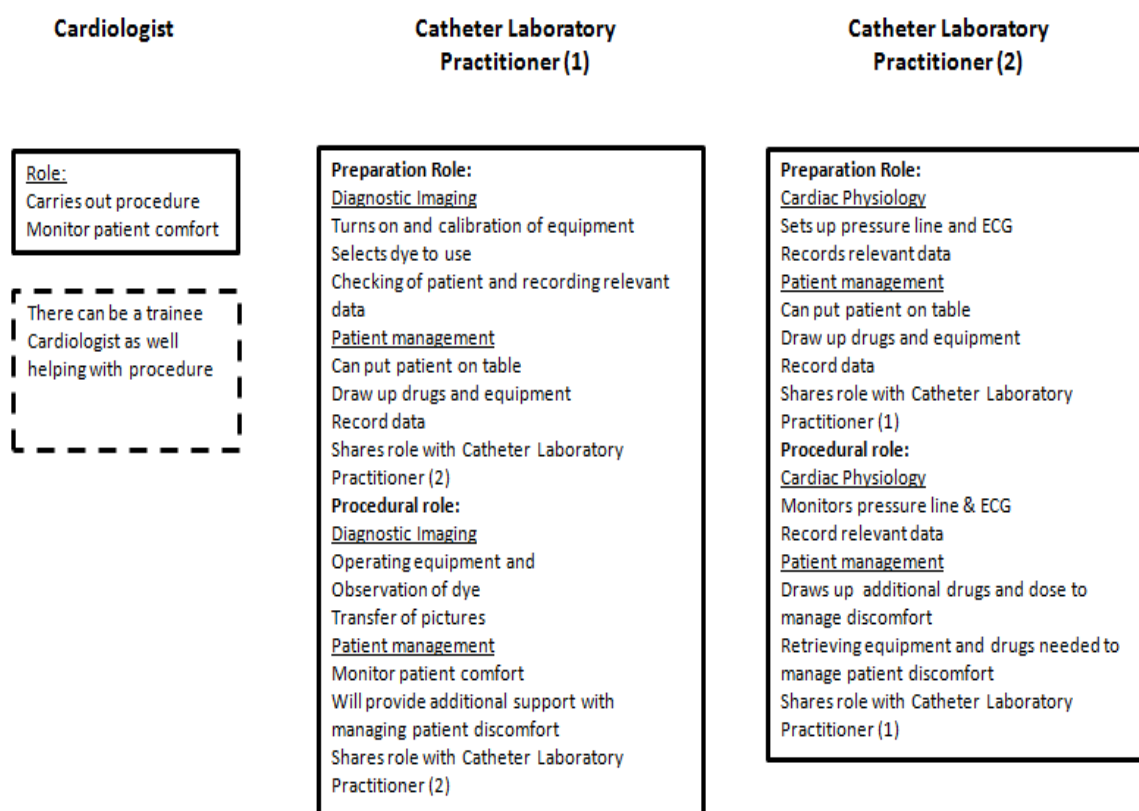 Cardiologist
Catheter Laboratory
Practitioner (1)
Catheter Laboratory
Practitioner (2)
Role:
Carries out procedure
Monitor patient comfort
There can be a trainee
Cardiologist as well
helping with procedure
Preparation Role:
Diagnostic Imaging
Turns on and calibration of equipment
Selects dye to use
Checking of patient and recording relevant
data
Patient management
Can put patient on table
Draw up drugs and equipment
Record data
Shares role with Catheter Laboratory
Practitioner (2)
Procedural role:
Diagnostic Imaging
Operating equipment and
Observation of dye
Transfer of pictures
Patient management
Monitor patient comfort
Will provide additional support with
managing patient discomfort
Shares role with Catheter Laboratory
Practitioner (2)
Preparation Role:
Cardiac Physiology
Sets up pressure line and ECG
Records relevant data
Patient management
Can put patient on table
Draw up drugs and equipment
Record data
Shares role with Catheter Laboratory
Practitioner (1)
Procedural role:
Cardiac Physiology
Monitors pressure line & ECG
Record relevant data
Patient management
Draws up additional drugs and dose to
manage discomfort
Retrieving equipment and drugs needed to
manage patient discomfort
Shares role with Catheter Laboratory
Practitioner (1)